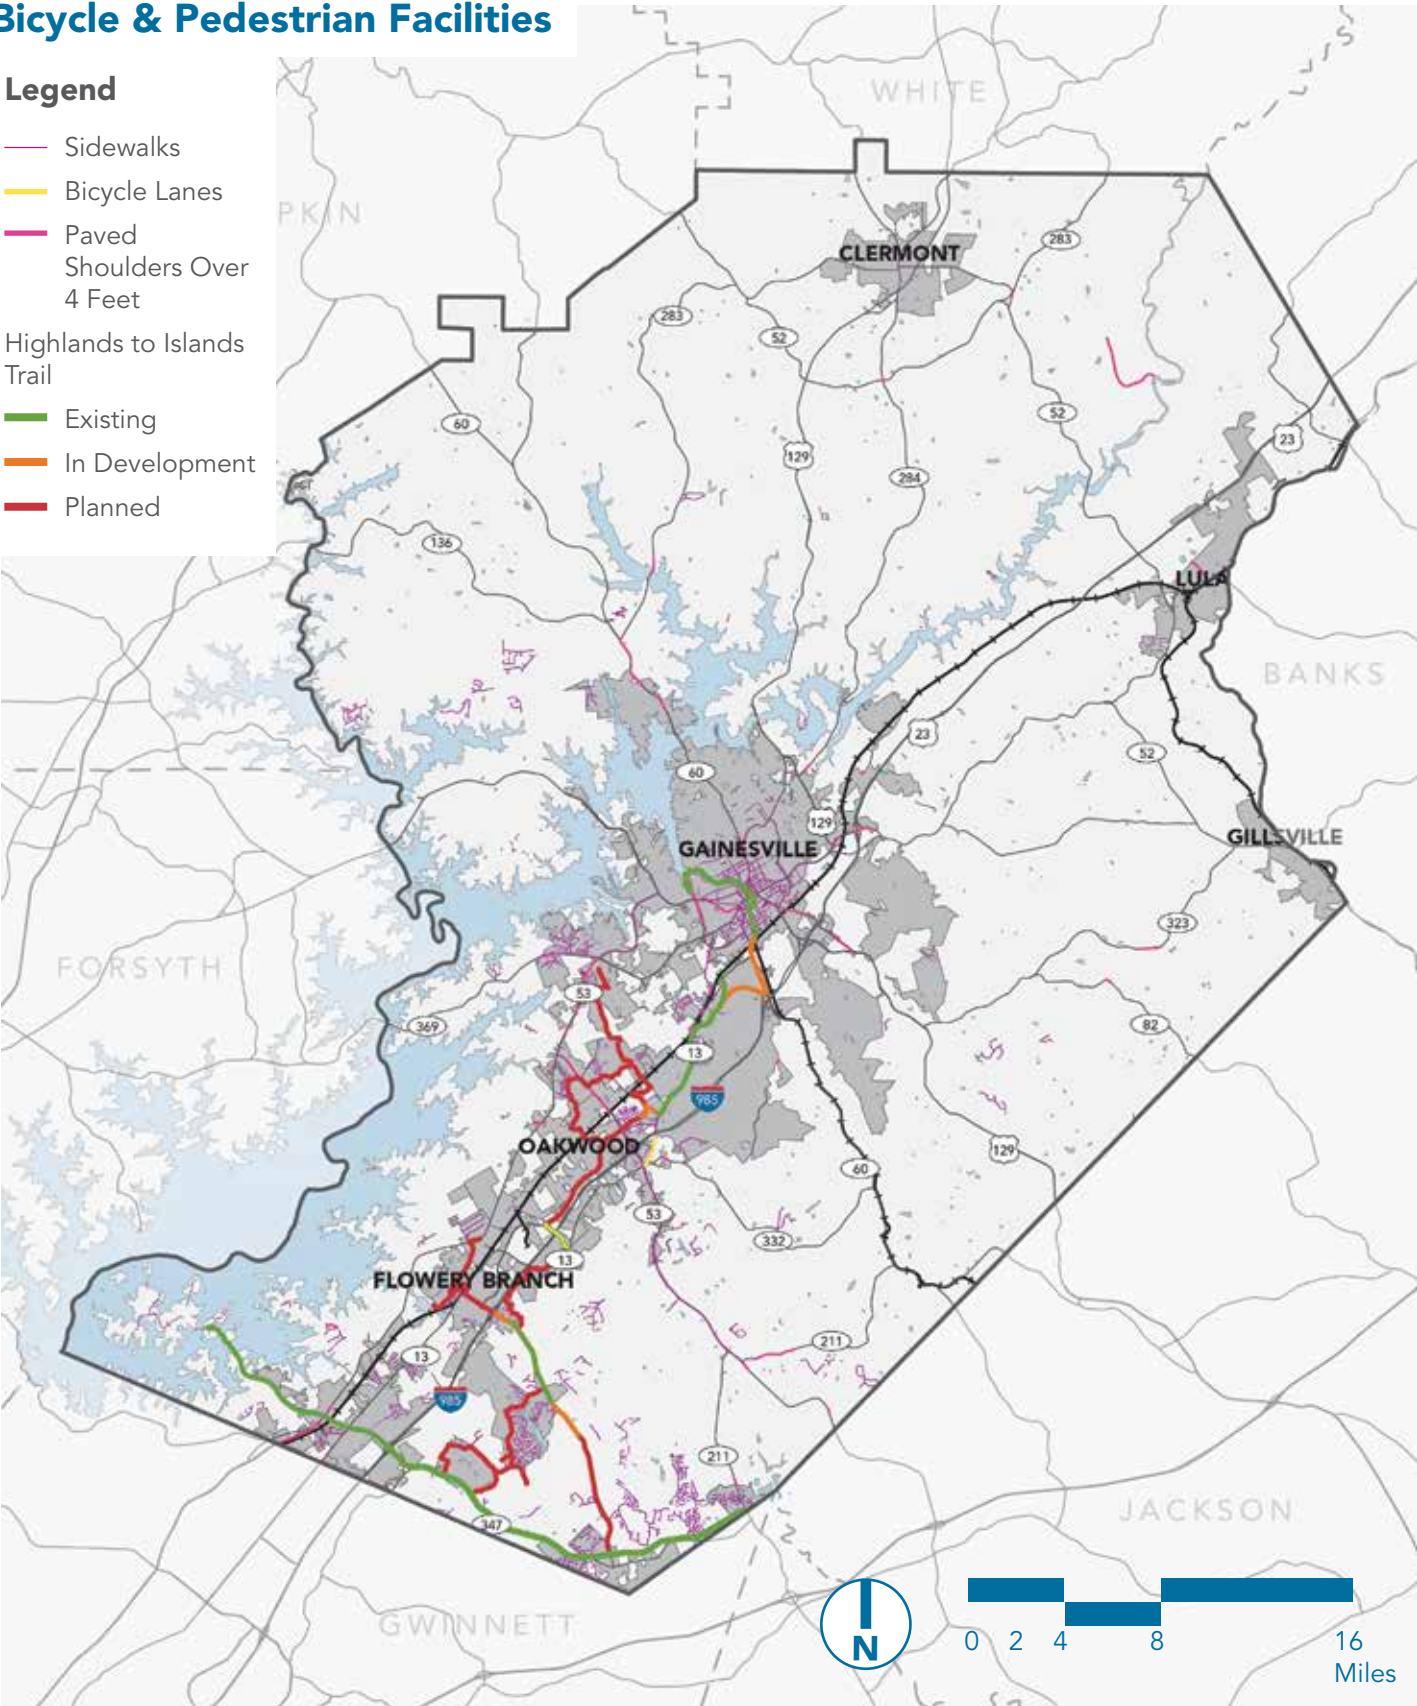 Bicycle & Pedestrian Facilities
Legend
Sidewalks
Bicycle Lanes
Paved
Shoulders Over
4 Feet
Highlands to Islands
Trail
Existing
In Development
Planned
WHITE
PKIN
CLERMONT
283
283
52
60
52
23
129
284
136
LULA
BANKS
23
52
60
129
GILLSVILLE
GAINESVILLE
323
FORSYTH
53
369
82
13
985
OAKWOOD
129
60
53
332
13
FLOWERY BRANCH
211
13
985
211
347
JACKSON
GWINNETT
N
0 2 4 8 16
Miles